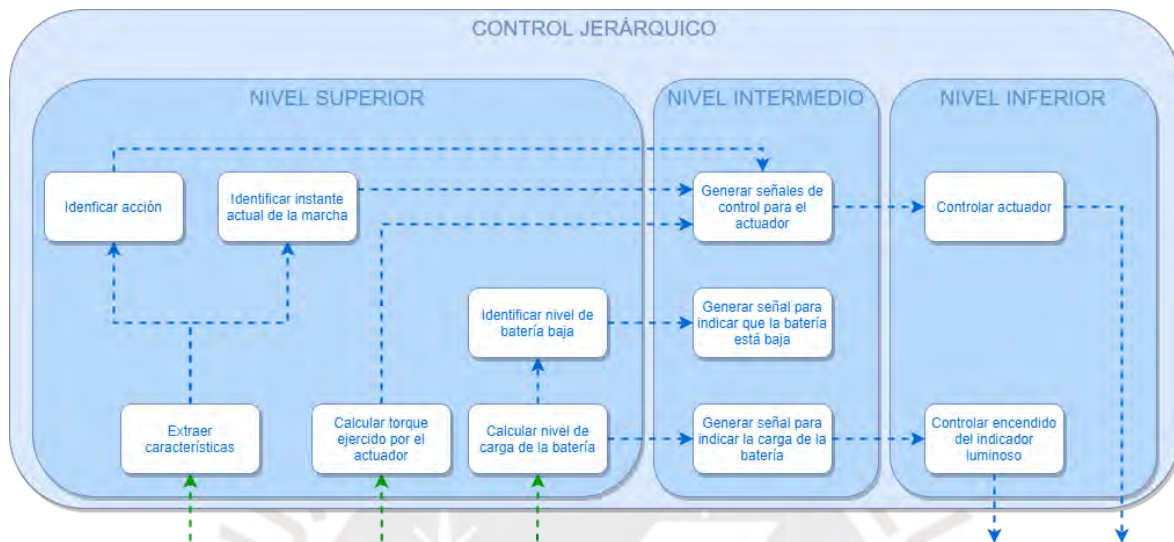 CONTROL JERÁRQUICO
NIVEL SUPERIOR
NIVEL INTERMEDIO
NIVEL INFERIOR
Idenficar acción
Identificar instante
actual de la marcha
Generar señales de
control para el
actuador
Controlar actuador
Identificar nivel de
batería baja
Generar señal para
indicar que la batería
está baja
Extraer
características
Calcular torque
ejercido por el
actuador
Calcular nivel de
carga de la batería
Generar señal para
indicar la carga de la
batería
Controlar encendido
del indicador
luminoso